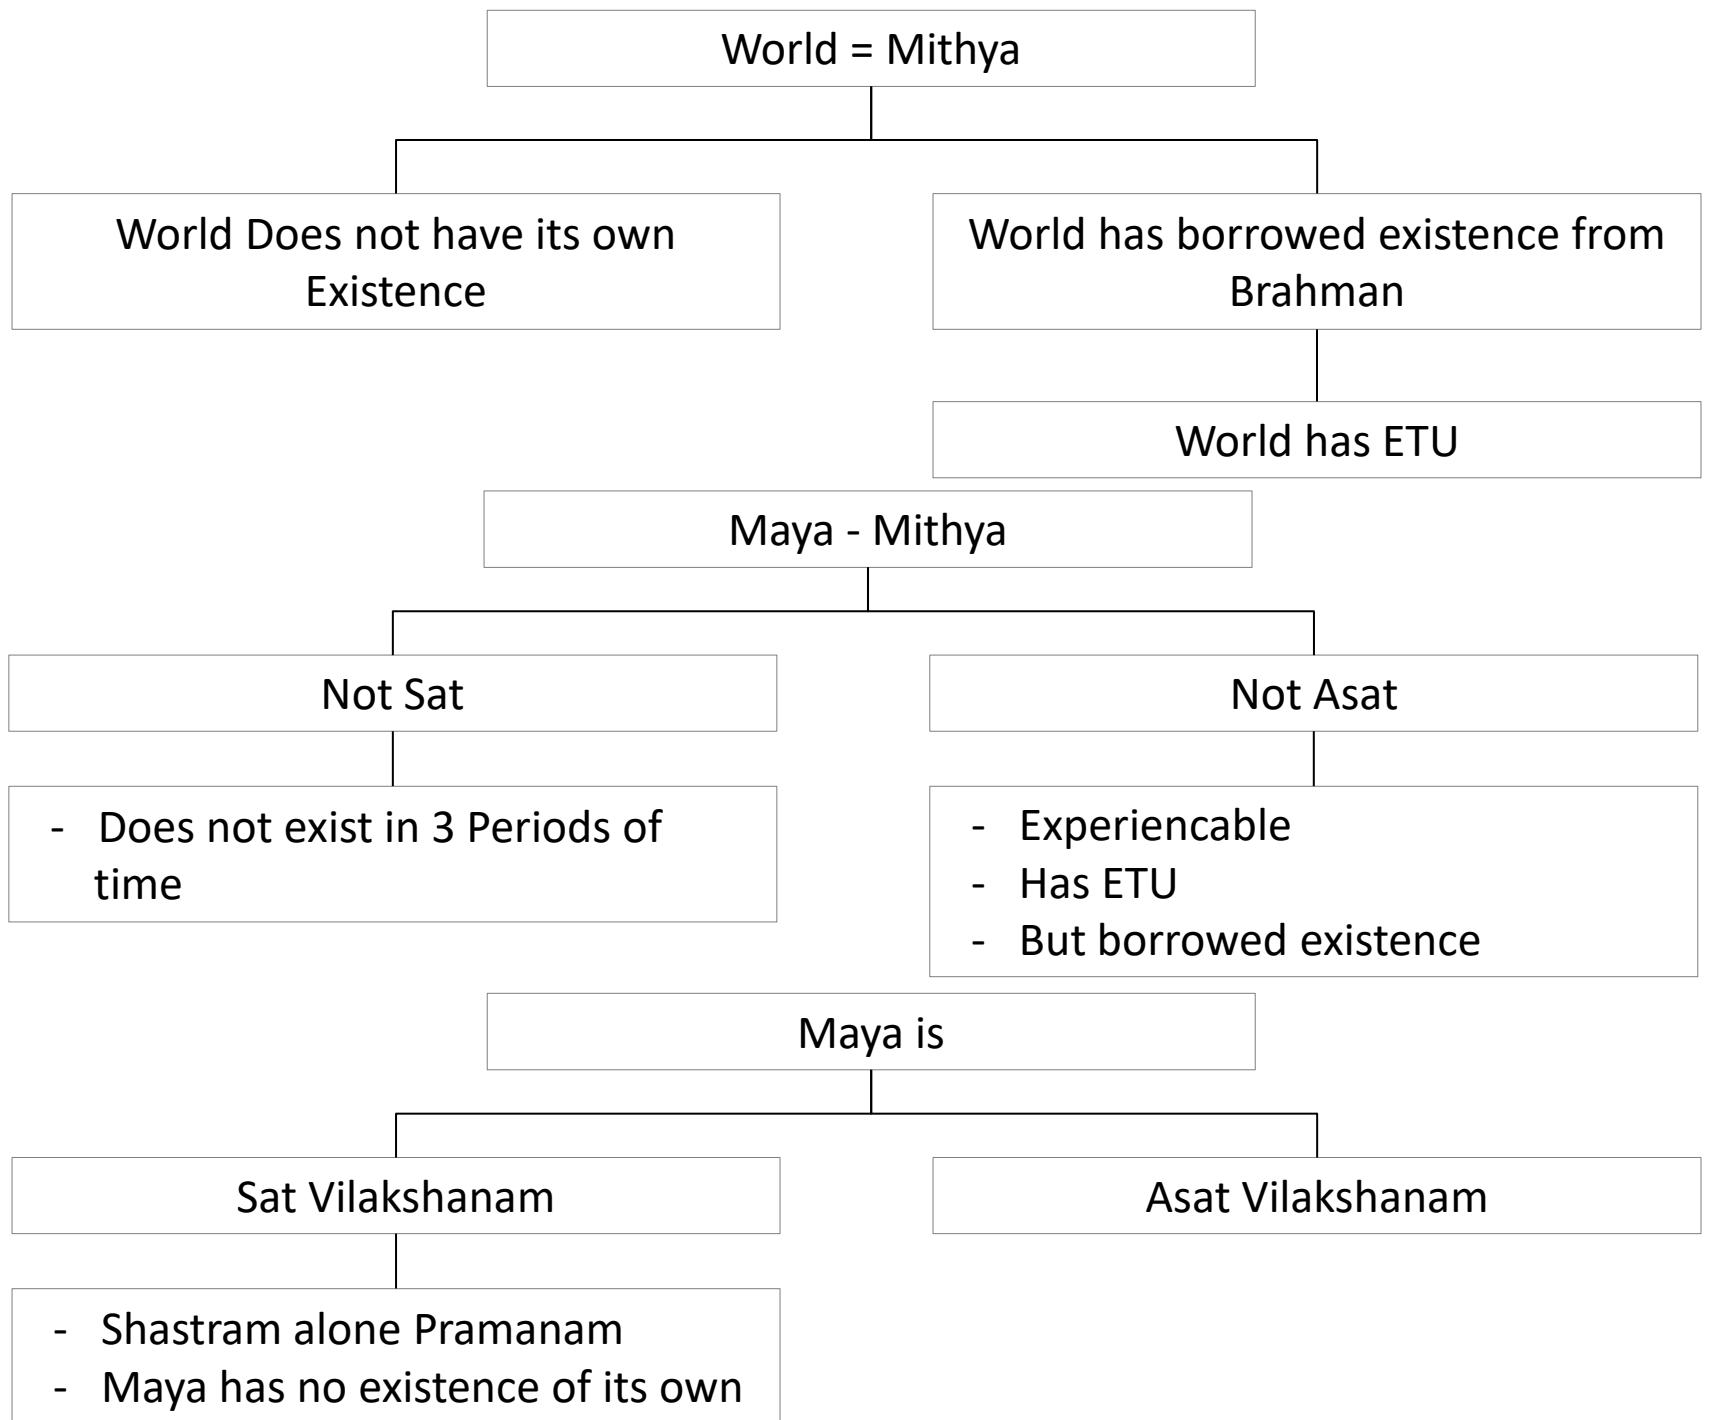 World = Mithya
World Does not have its own
Existence
World has borrowed existence from
Brahman
World has ETU
Maya - Mithya
Not Sat
Not Asat
- Does not exist in 3 Periods of
time
- Experiencable
- Has ETU
- But borrowed existence
Maya is
Sat Vilakshanam
Asat Vilakshanam
- Shastram alone Pramanam
- Maya has no existence of its own